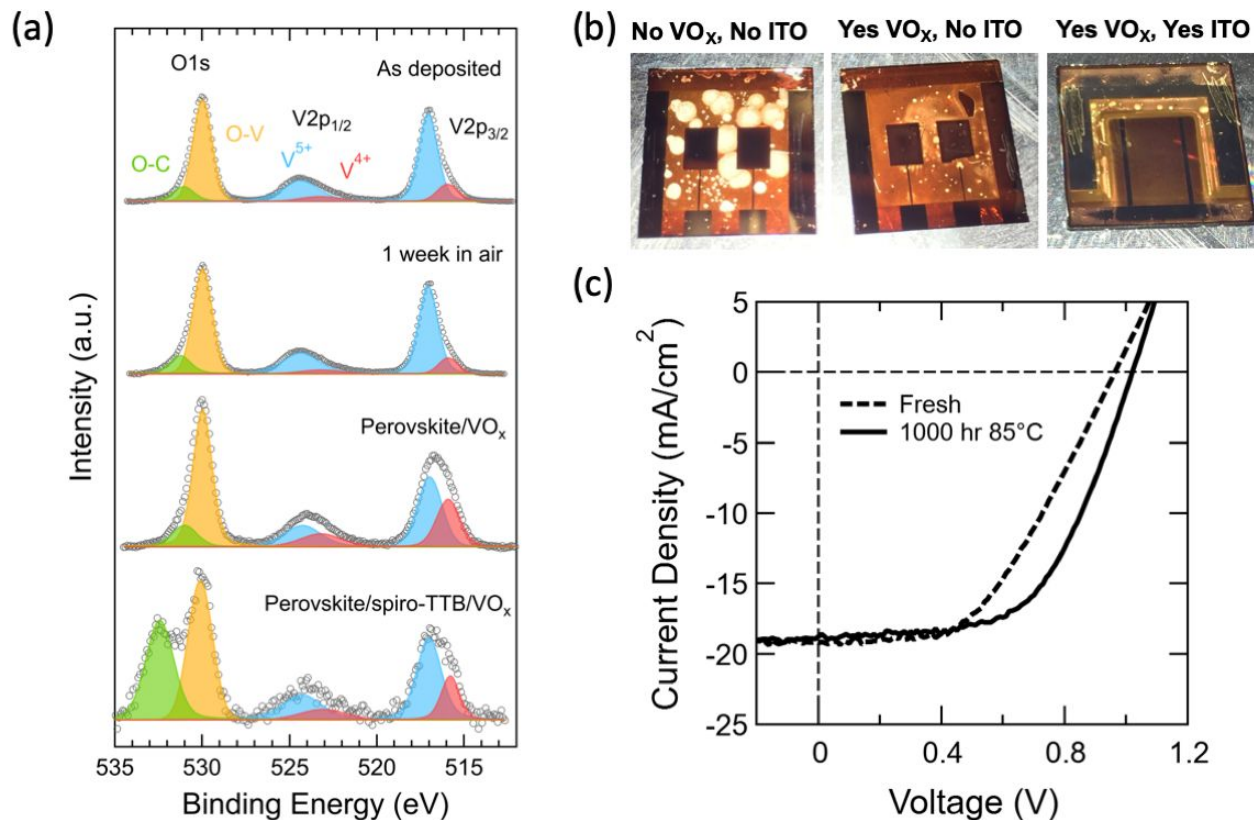 (a)
O1s
As deposited
V2p1/2
V2p3/2
O-V
O-C
V5+
V4+
1 week in air
Perovskite/VOx
Perovskite/spiro-TTB/VOx
Intensity (a.u.)
535 530 525 520 515
Binding Energy (eV)
(b)
No VOX, No ITO
Yes VOX, No ITO
Yes VOX, Yes ITO
(c)
5
0
-5
-10
-15
-20
-25
Fresh
1000 hr 85°C
Current Density (mA/cm2)
0 0.4 0.8 1.2
Voltage (V)